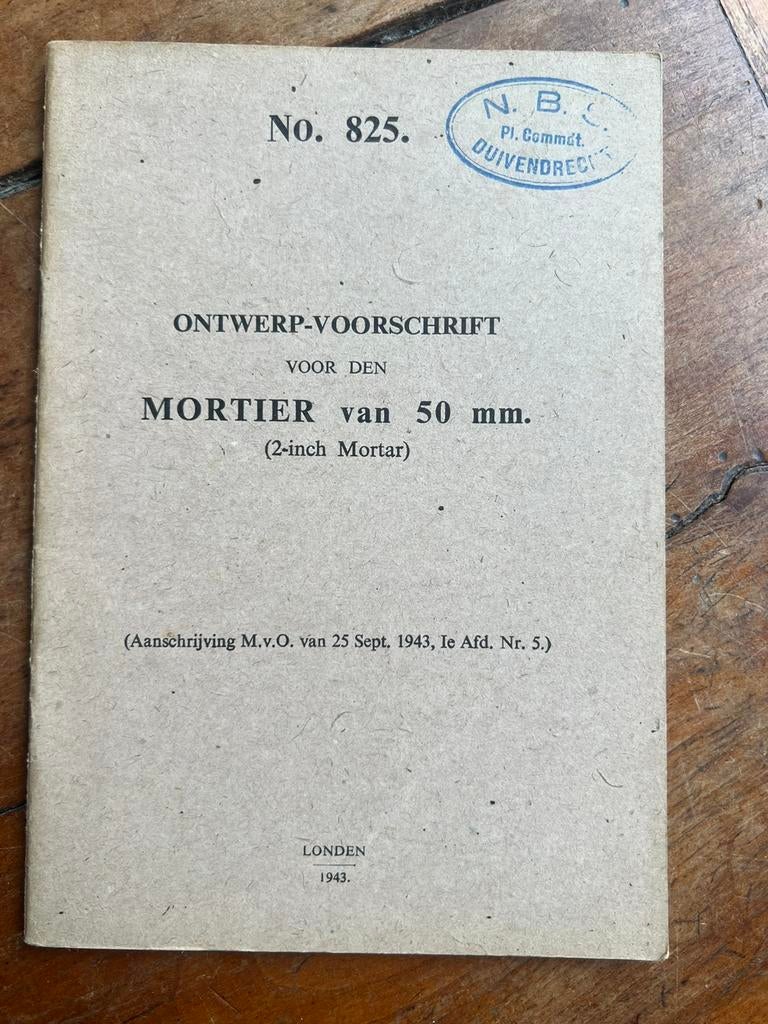 No. 825.
N. B.
Pl. Commdt.
ONTWERP-VOORSCHRIFT
VOOR DEN
MORTIER van 50 mm.
(2-inch Mortar)
(Aanschrijving M.v.O. van 25 Sept. 1943, Ie Afd. Nr. 5.)
LONDEN
1943.